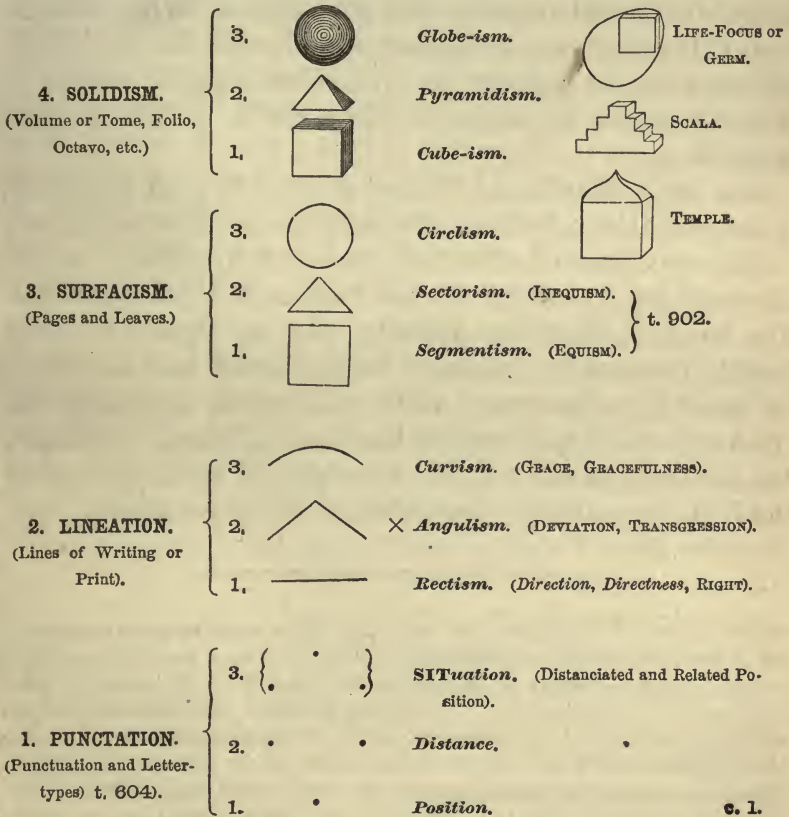 3. Globe-ism. LIFE-FOCUS OR
GERM.
4. SOLIDISM. 2. Pyramidism.
(Volume or Tome, Folio, SCALA.
Octavo, etc.) 1. Cube-ism.
3. Circlism. TEMPLE.
3. SURFACISM. 2. Sectorism. (INEQUISM).
(Pages and Leaves.) t. 902.
1. Segmentism. (EQUISM).
3. Curvism. (GRACE, GRACEFULNESS).
2. LINEATION. 2. × Angulism. (DEVIATION, TRANSGRESSION).
(Lines of Writing or
Print). 1. Rectism. (Direction, Directness, RIGHT).
3. SITuation. (Distanciated and Related Po-
sition).
1. PUNCTATION. 2. Distance.
(Punctuation and Letter-
types) t. 604).
1. Position. c. 1.